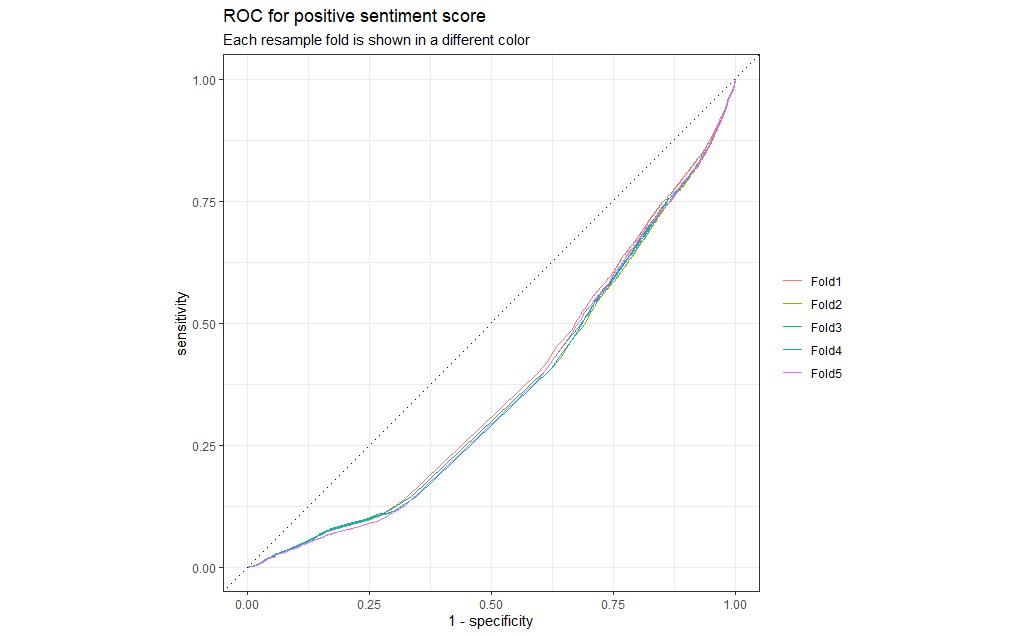 ROC for positive sentiment score
Each resample fold is shown in a different color
1.00
0.75
0.50
0.25
0.00
sensitivity
0.00 0.25 0.50 0.75 1.00
1 - specificity
Fold1
Fold2
Fold3
Fold4
Fold5